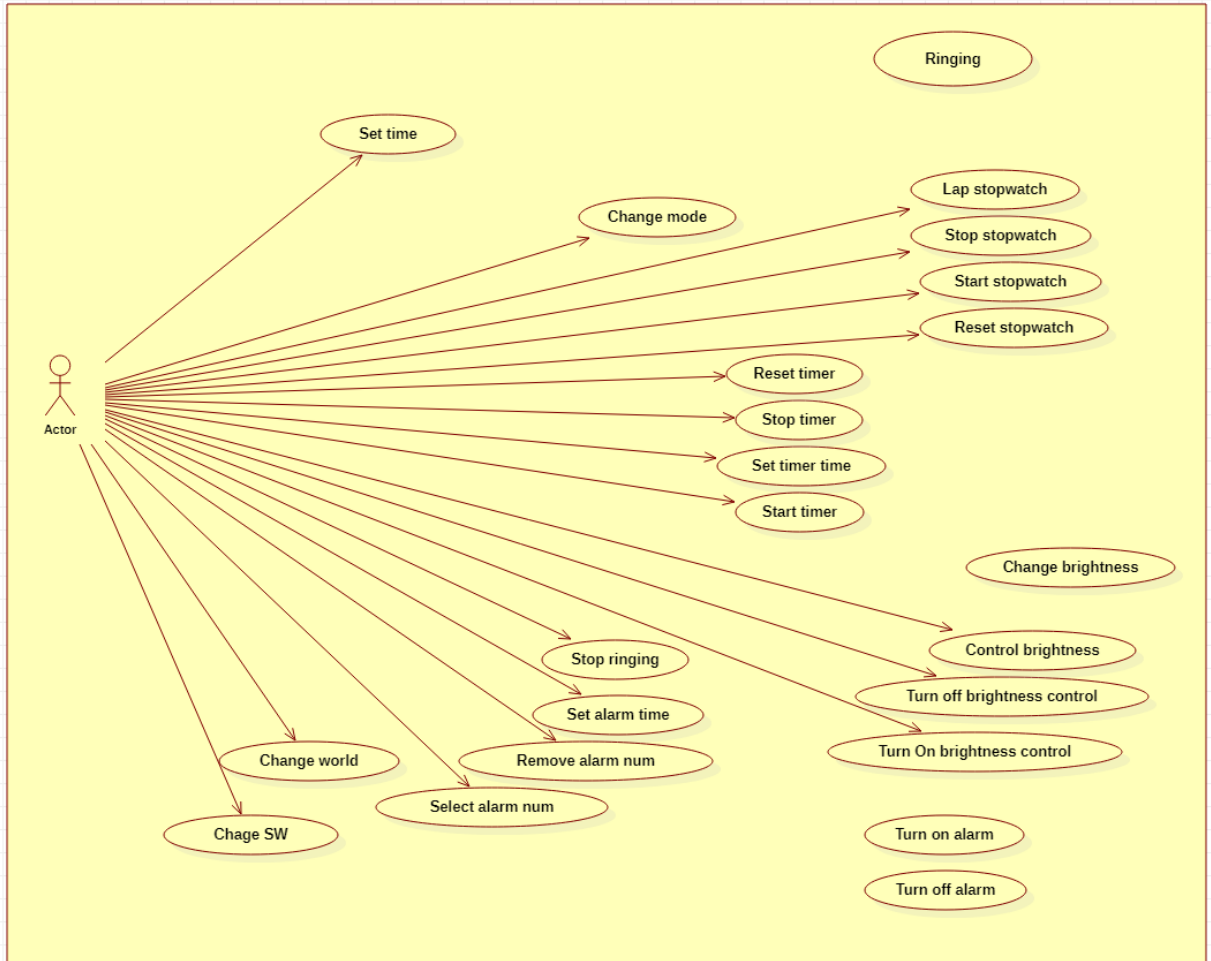 Ringing
Set time
Lap stopwatch
Change mode
Stop stopwatch
Start stopwatch
Reset stopwatch
Reset timer
Stop timer
Actor
Set timer time
Start timer
Change brightness
Control brightness
Stop ringing
Turn off brightness control
Set alarm time
Turn On brightness control
Change world
Remove alarm num
Select alarm num
Chage SW
Turn on alarm
Turn off alarm